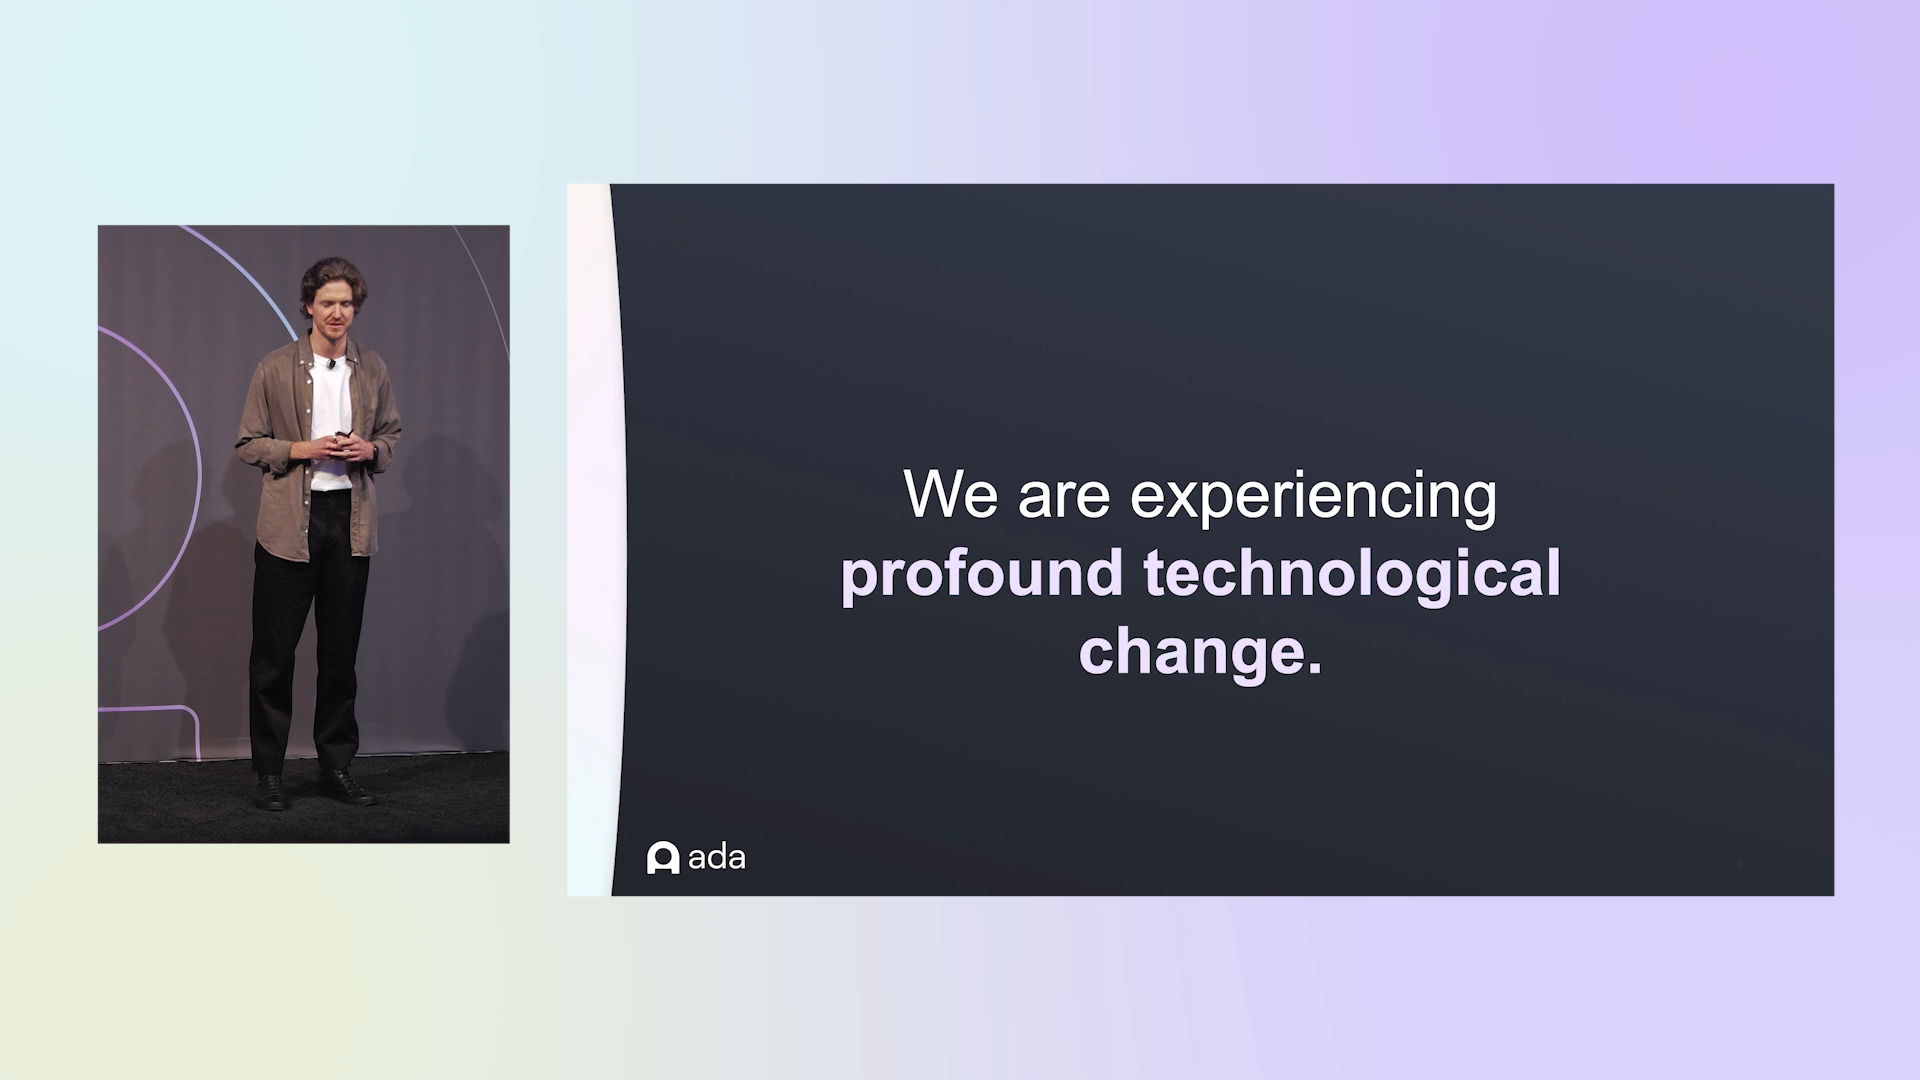 We are experiencing
profound technological
change.
ada